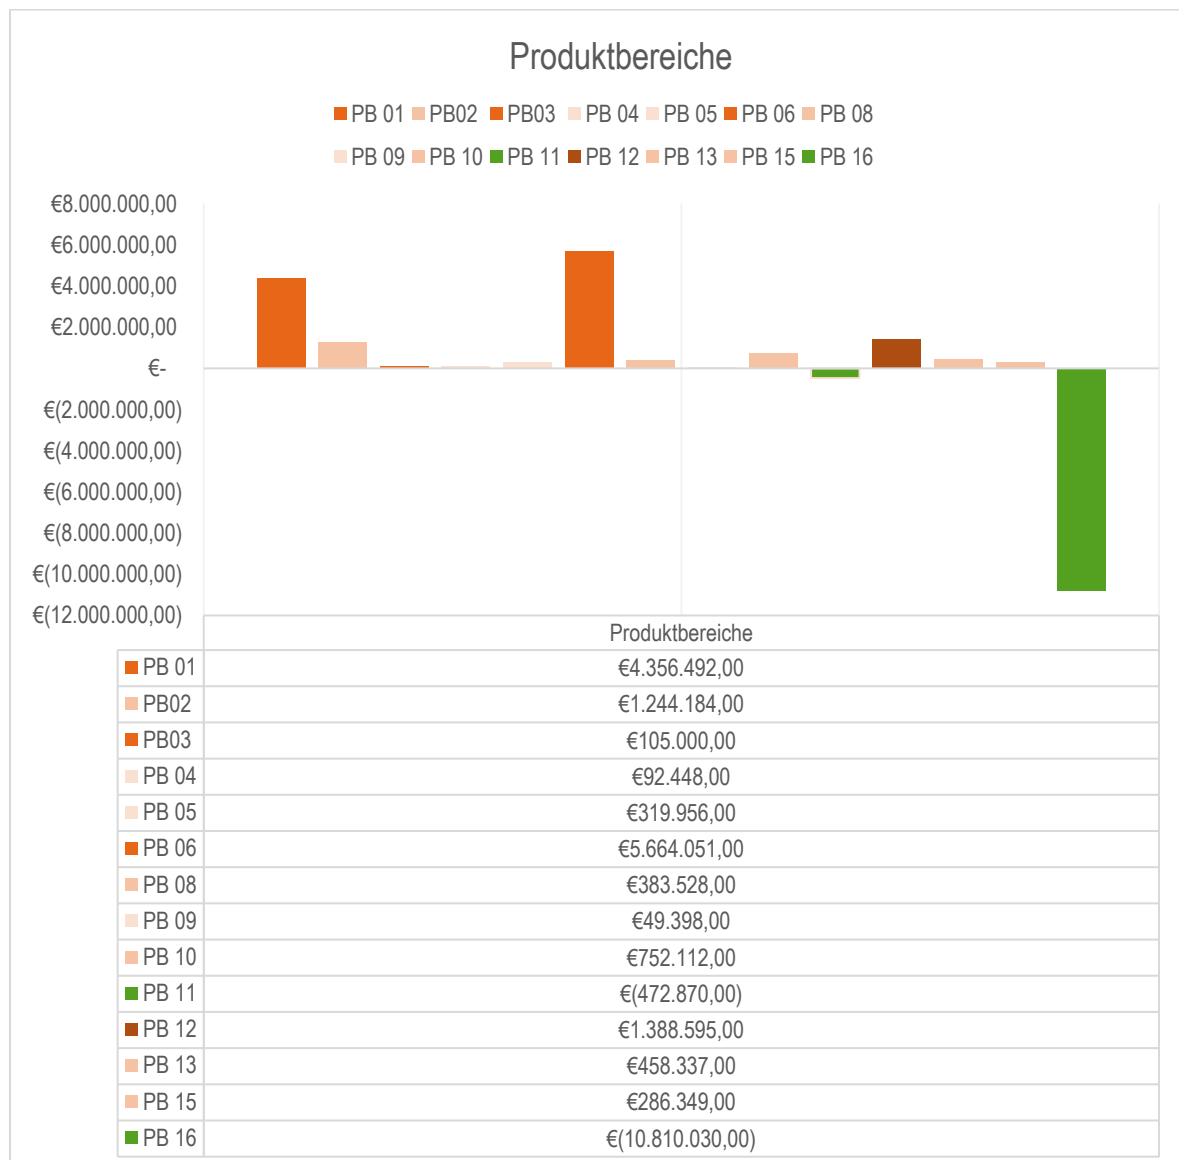 Produktbereiche
PB 01 PB02 PB03 PB 04 PB 05 PB 06 PB 08
PB 09 PB 10 PB 11 PB 12 PB 13 PB 15 PB 16
€8.000.000,00
€6.000.000,00
€4.000.000,00
€2.000.000,00
€-
€(2.000.000,00)
€(4.000.000,00)
€(6.000.000,00)
€(8.000.000,00)
€(10.000.000,00)
€(12.000.000,00)
Produktbereiche
PB 01 €4.356.492,00
PB02 €1.244.184,00
PB03 €105.000,00
PB 04 €92.448,00
PB 05 €319.956,00
PB 06 €5.664.051,00
PB 08 €383.528,00
PB 09 €49.398,00
PB 10 €752.112,00
PB 11 €(472.870,00)
PB 12 €1.388.595,00
PB 13 €458.337,00
PB 15 €286.349,00
PB 16 €(10.810.030,00)